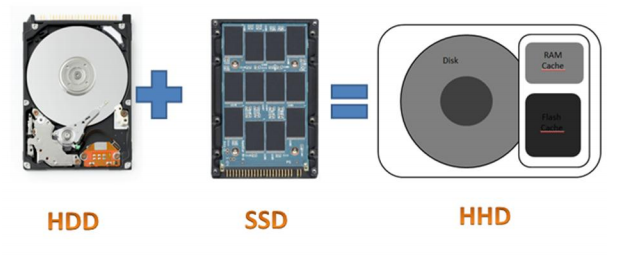 Disk
RAM
Cache
Flash
Cache
HDD
SSD
HHD